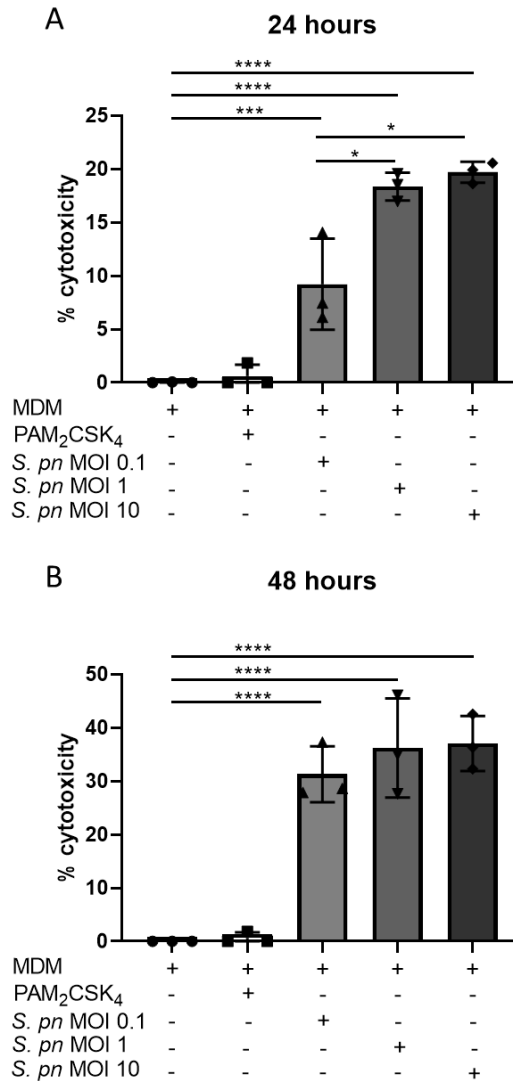 A
24 hours
****
****
***
*
*
25
20
15
10
5
0
% cytotoxicity
MDM + + + + +
PAM₂CSK₄ - + - - -
S. pn MOI 0.1 - - + - -
S. pn MOI 1 - - - + -
S. pn MOI 10 - - - - +
B
48 hours
****
****
****
50
40
30
20
10
0
% cytotoxicity
MDM + + + + +
PAM₂CSK₄ - + - - -
S. pn MOI 0.1 - - + - -
S. pn MOI 1 - - - + -
S. pn MOI 10 - - - - +